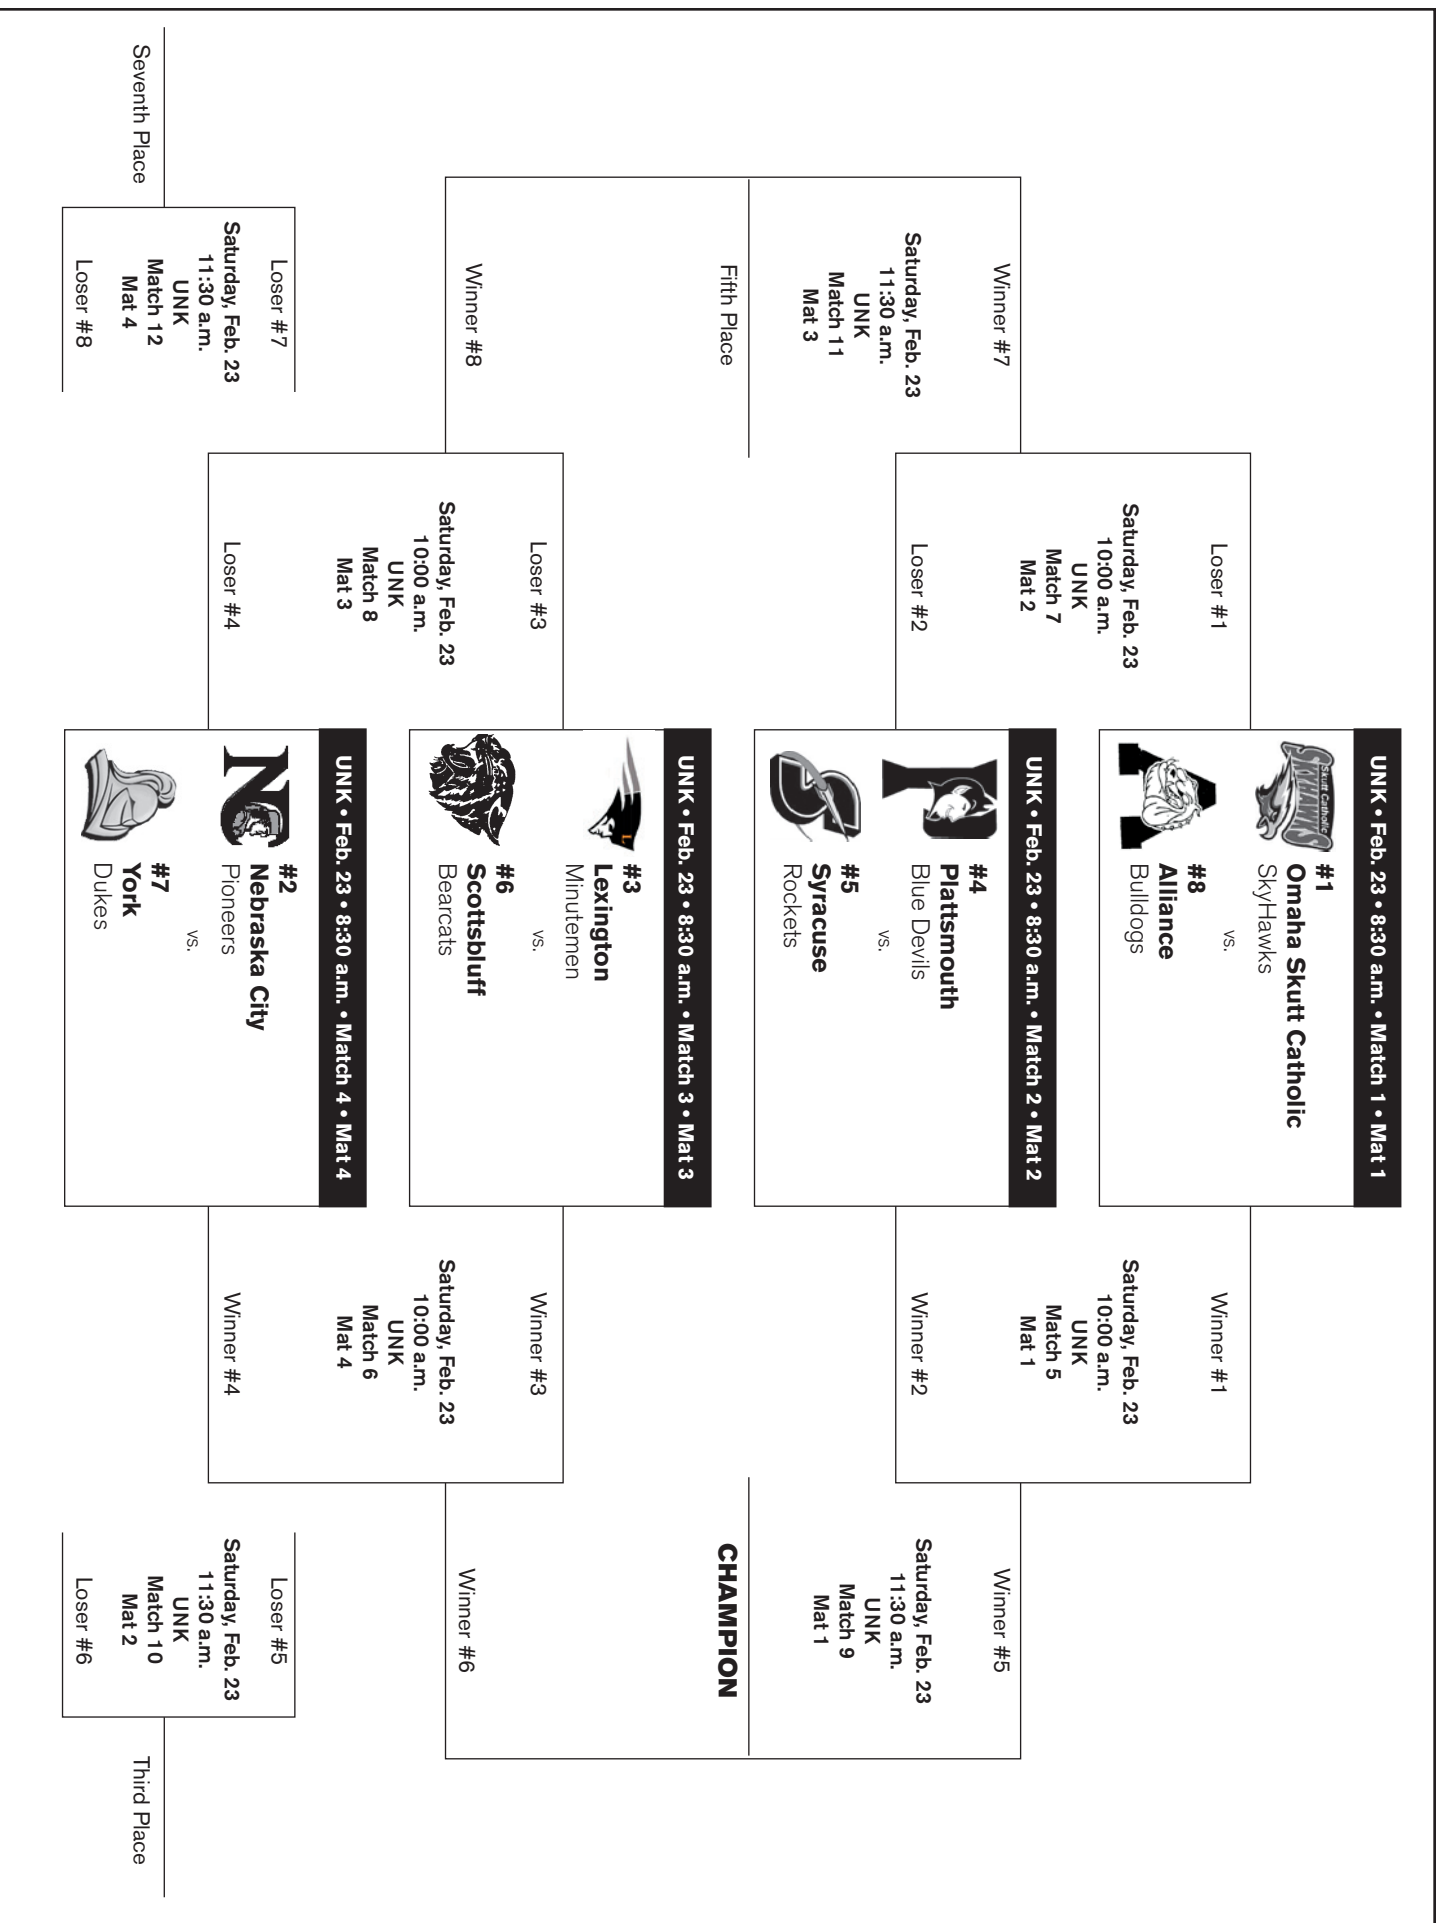 UNK • Feb. 23 • 8:30 a.m. • Match 1 • Mat 1
Skutt Catholic
SKYHAWKS
#1
Omaha Skutt Catholic
SkyHawks
vs.
A
#8
Alliance
Bulldogs
UNK • Feb. 23 • 8:30 a.m. • Match 2 • Mat 2
#4
Plattsmouth
Blue Devils
vs.
S
#5
Syracuse
Rockets
UNK • Feb. 23 • 8:30 a.m. • Match 3 • Mat 3
L
#3
Lexington
Minutemen
vs.
#6
Scottsbluff
Bearcats
UNK • Feb. 23 • 8:30 a.m. • Match 4 • Mat 4
N
#2
Nebraska City
Pioneers
vs.
#7
York
Dukes
Loser #1
Saturday, Feb. 23
10:00 a.m.
UNK
Match 7
Mat 2
Loser #2
Loser #3
Saturday, Feb. 23
10:00 a.m.
UNK
Match 8
Mat 3
Loser #4
Winner #7
Saturday, Feb. 23
11:30 a.m.
UNK
Match 11
Mat 3
Fifth Place
Winner #8
Loser #7
Saturday, Feb. 23
11:30 a.m.
UNK
Match 12
Mat 4
Loser #8
Seventh Place
Winner #1
Saturday, Feb. 23
10:00 a.m.
UNK
Match 5
Mat 1
Winner #2
Winner #3
Saturday, Feb. 23
10:00 a.m.
UNK
Match 6
Mat 4
Winner #4
Winner #5
Saturday, Feb. 23
11:30 a.m.
UNK
Match 9
Mat 1
CHAMPION
Winner #6
Loser #5
Saturday, Feb. 23
11:30 a.m.
UNK
Match 10
Mat 2
Loser #6
Third Place